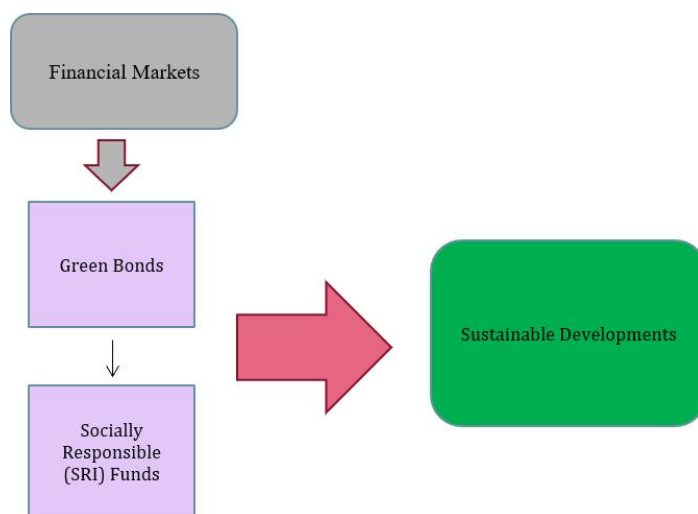 Financial Markets
Green Bonds
Sustainable Developments
Socially
Responsible
(SRI) Funds